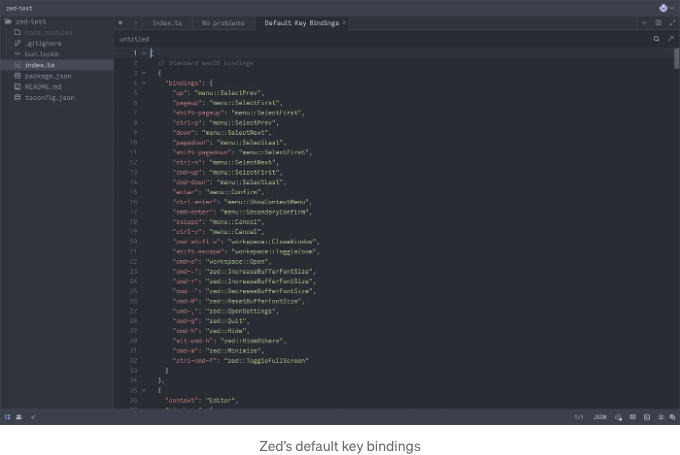 zed-test
zed-test
node_modules
.gitignore
bun.lockb
index.ts
package.json
README.md
tsconfig.json
index.ts
No problems
Default Key Bindings
untitled
1 [
2 // Standard macOS bindings
3 {
4 "bindings": {
5 "up": "menu::SelectPrev",
6 "pageup": "menu::SelectFirst",
7 "shift-pageup": "menu::SelectFirst",
8 "ctrl-p": "menu::SelectPrev",
9 "down": "menu::SelectNext",
10 "pagedown": "menu::SelectLast",
11 "shift-pagedown": "menu::SelectFirst",
12 "ctrl-n": "menu::SelectNext",
13 "cmd-up": "menu::SelectFirst",
14 "cmd-down": "menu::SelectLast",
15 "enter": "menu::Confirm",
16 "ctrl-enter": "menu::ShowContextMenu",
17 "cmd-enter": "menu::SecondaryConfirm",
18 "escape": "menu::Cancel",
19 "ctrl-c": "menu::Cancel",
20 "cmd-shift-w": "workspace::CloseWindow",
21 "shift-escape": "workspace::ToggleZoom",
22 "cmd-o": "workspace::Open",
23 "cmd-=": "zed::IncreaseBufferFontSize",
24 "cmd-+": "zed::IncreaseBufferFontSize",
25 "cmd--": "zed::DecreaseBufferFontSize",
26 "cmd-0": "zed::ResetBufferFontSize",
27 "cmd-,": "zed::OpenSettings",
28 "cmd-q": "zed::Quit",
29 "cmd-h": "zed::Hide",
30 "alt-cmd-h": "zed::HideOthers",
31 "cmd-m": "zed::Minimize",
32 "ctrl-cmd-f": "zed::ToggleFullScreen"
33 }
34 },
35 {
36 "context": "Editor",
1:1 JSON
Zed's default key bindings